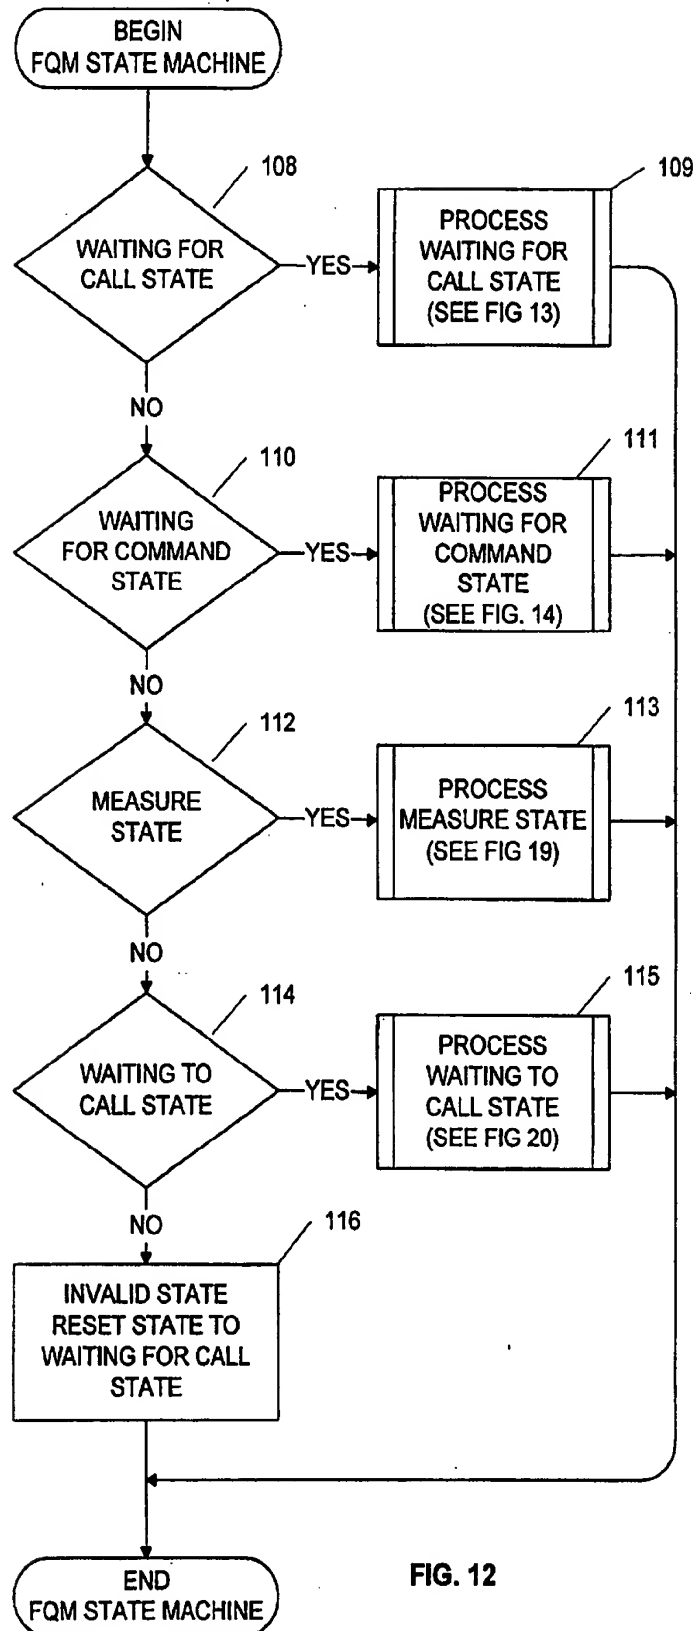 BEGIN
FQM STATE MACHINE
108
109
WAITING FOR
CALL STATE
YES
PROCESS
WAITING FOR
CALL STATE
(SEE FIG 13)
NO
110
111
WAITING
FOR COMMAND
STATE
YES
PROCESS
WAITING FOR
COMMAND
STATE
(SEE FIG. 14)
NO
112
113
MEASURE
STATE
YES
PROCESS
MEASURE STATE
(SEE FIG 19)
NO
114
115
WAITING TO
CALL STATE
YES
PROCESS
WAITING TO
CALL STATE
(SEE FIG 20)
NO
116
INVALID STATE
RESET STATE TO
WAITING FOR CALL
STATE
END
FQM STATE MACHINE
FIG. 12